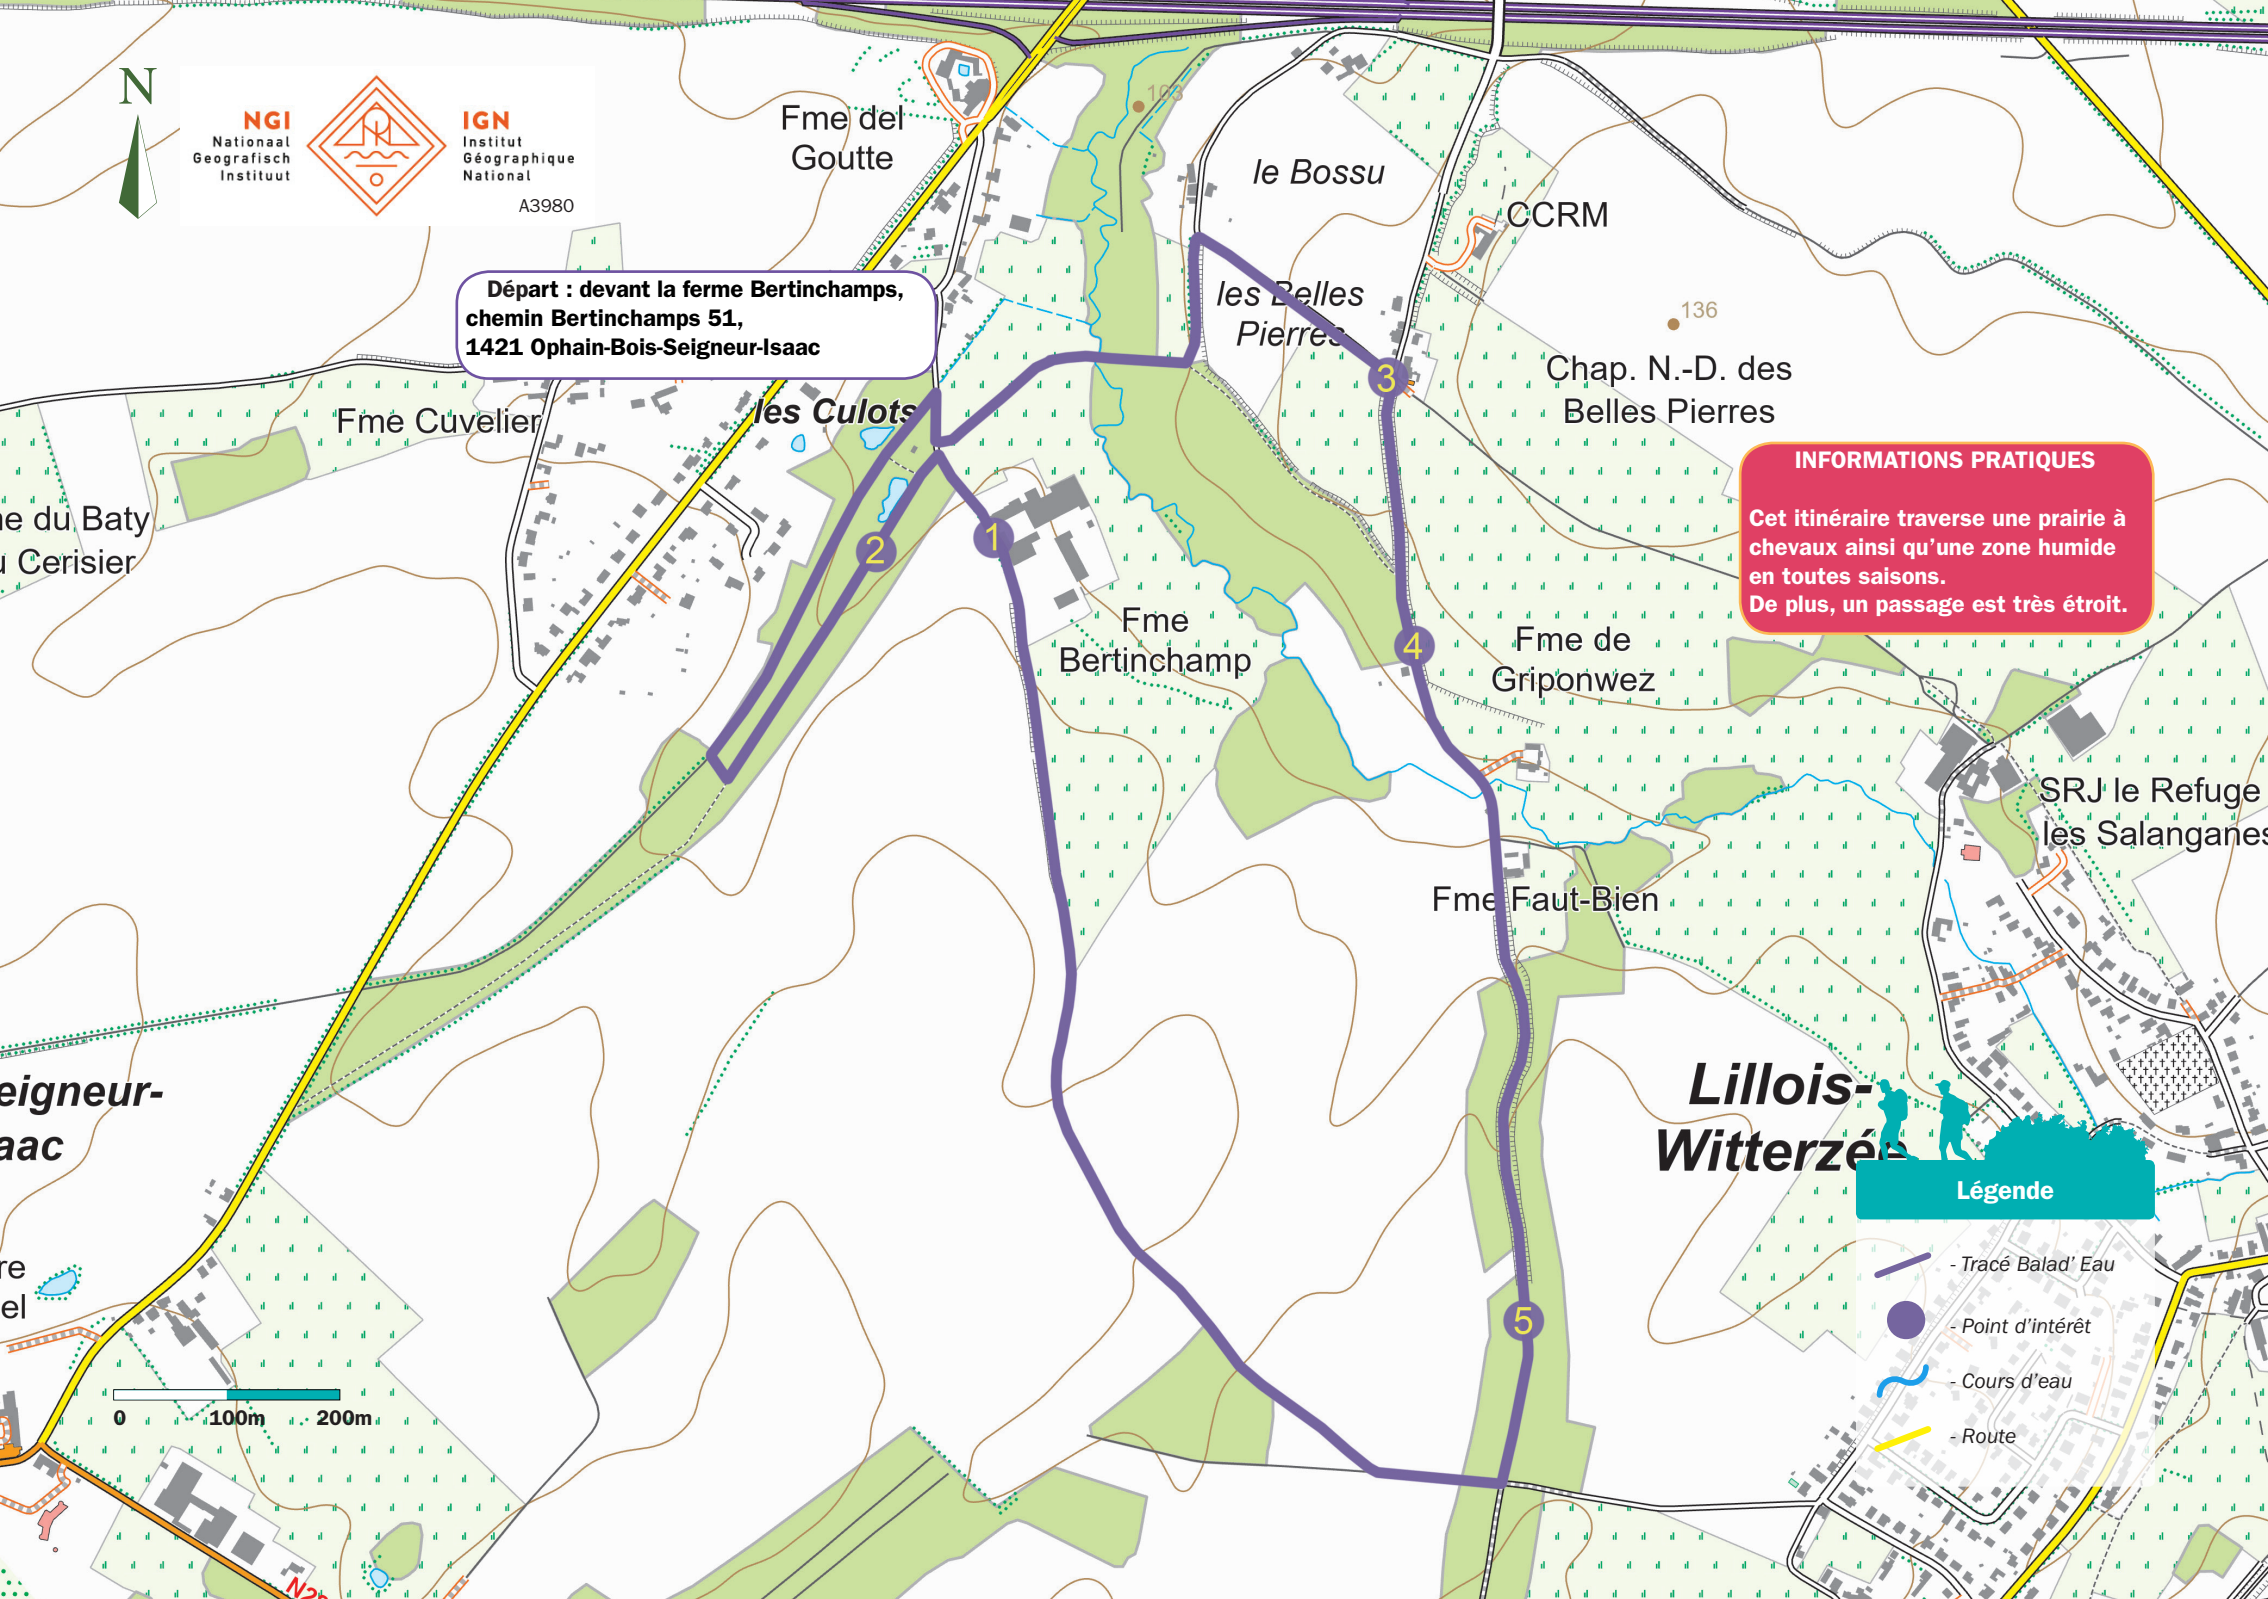 N
NGI
Nationaal
Geografisch
Instituut
IGN
Institut
Géographique
National
A3980
Fme del
Goutte
103
le Bossu
CCRM
Départ : devant la ferme Bertinchamps,
chemin Bertinchamps 51,
1421 Ophain-Bois-Seigneur-Isaac
les Belles
Pierres
136
Chap. N.-D. des
Belles Pierres
3
Fme Cuvelier
les Culots
INFORMATIONS PRATIQUES
Cet itinéraire traverse une prairie à
chevaux ainsi qu'une zone humide
en toutes saisons.
De plus, un passage est très étroit.
e du Baty
Cerisier
1
2
Fme
Bertinchamp
4
Fme de
Griponwez
SRJ le Refuge
les Salanganes
Fme Faut-Bien
eigneur-
aac
Lillois-
Witterzée
Légende
- Tracé Balad' Eau
- Point d'intérêt
- Cours d'eau
- Route
re
el
5
0 100m 200m